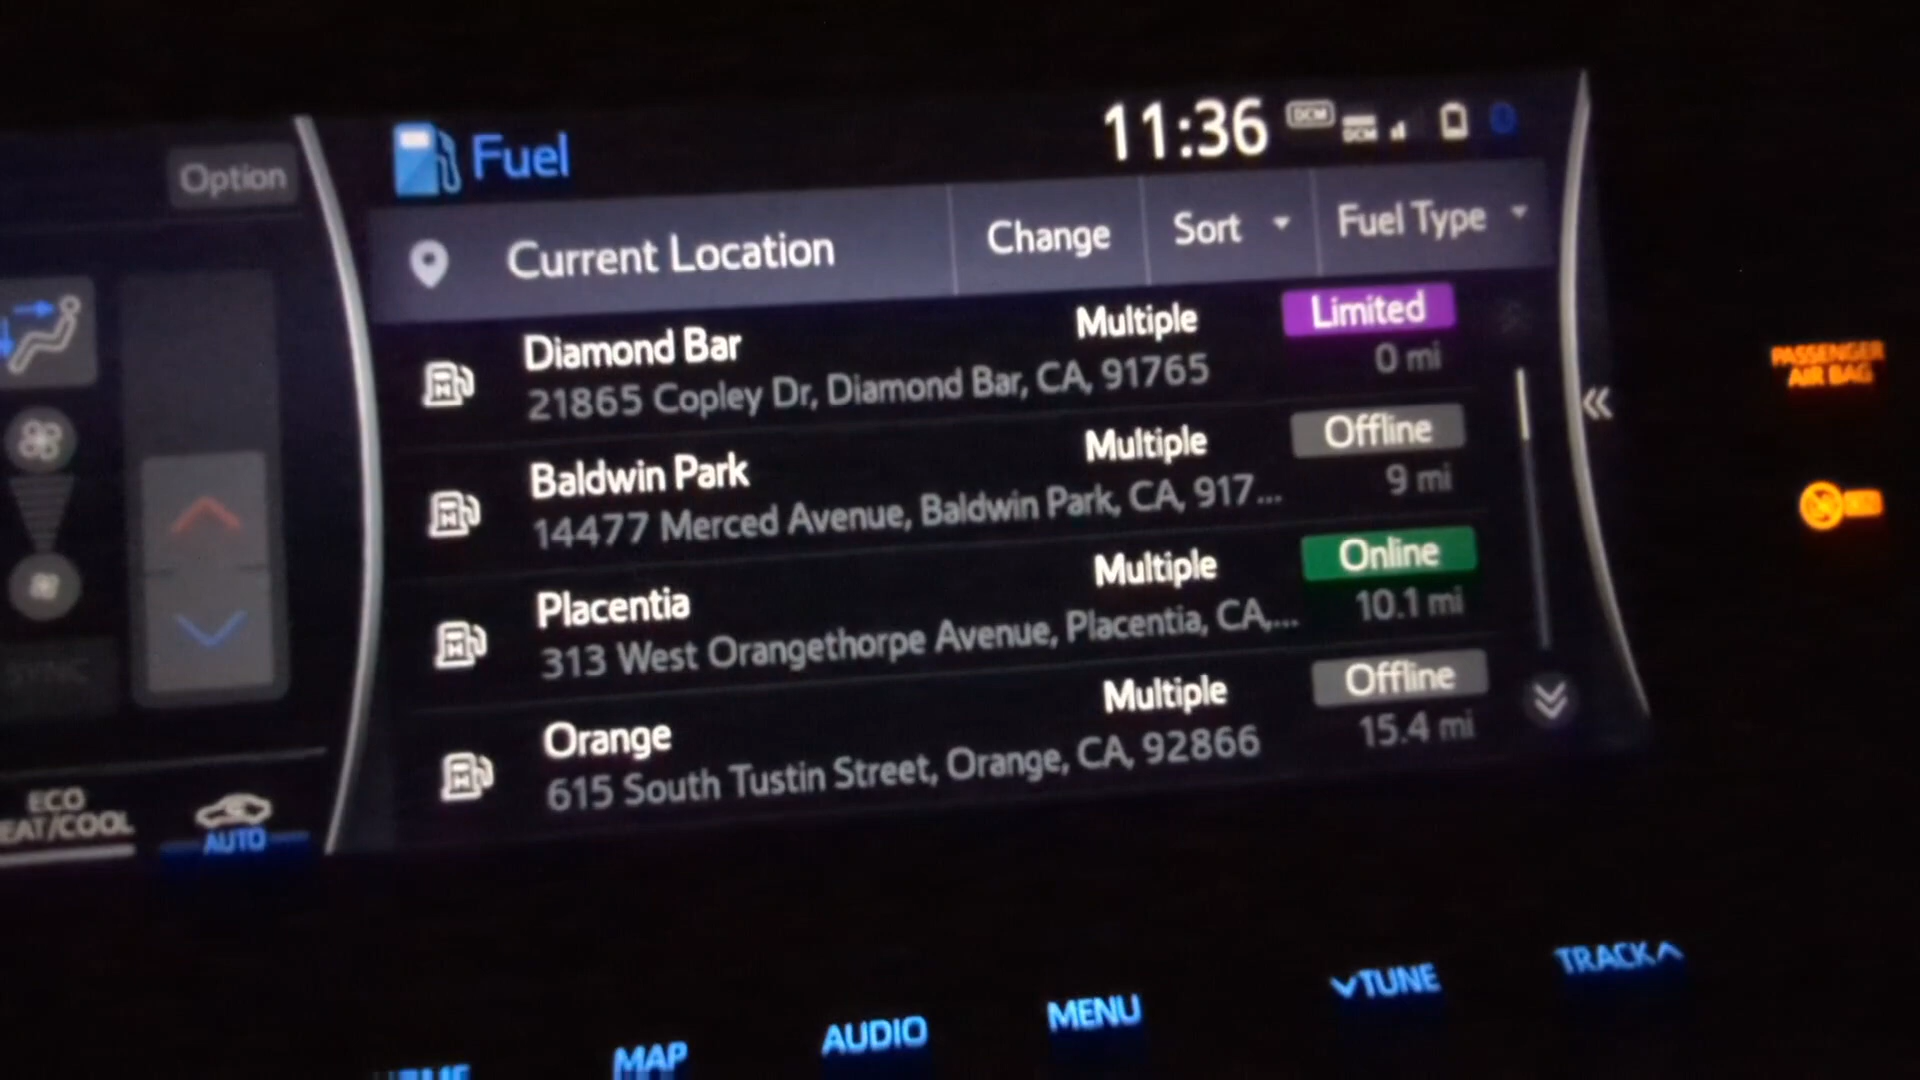 Option
Fuel
11:36
DCM
DCM
Current Location
Change
Sort
Fuel Type
Diamond Bar
Multiple
Limited
21865 Copley Dr, Diamond Bar, CA, 91765
0 mi
Baldwin Park
Multiple
Offline
14477 Merced Avenue, Baldwin Park, CA, 917...
9 mi
Placentia
Multiple
Online
313 West Orangethorpe Avenue, Placentia, CA,...
10.1 mi
Orange
Multiple
Offline
615 South Tustin Street, Orange, CA, 92866
15.4 mi
PASSENGER
AIR BAG
SYNC
ECO
EAT/COOL
AUTO
MAP
AUDIO
MENU
TUNE
TRACK